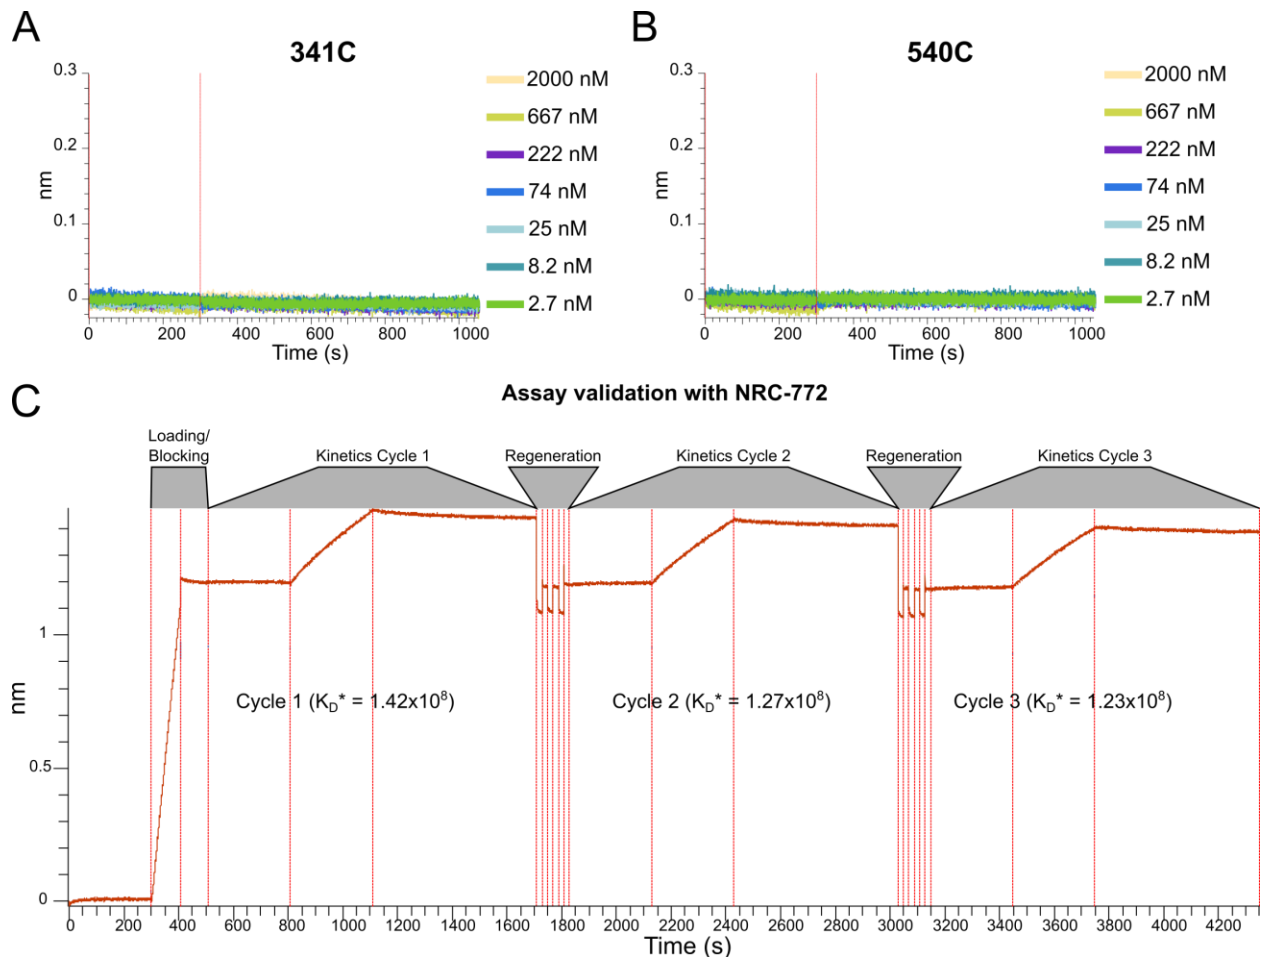 A
341C
0.3
0.2
0.1
0
nm
0 200 400 600 800 1000
Time (s)
2000 nM
667 nM
222 nM
74 nM
25 nM
8.2 nM
2.7 nM
B
540C
0.3
0.2
0.1
0
nm
0 200 400 600 800 1000
Time (s)
2000 nM
667 nM
222 nM
74 nM
25 nM
8.2 nM
2.7 nM
C
Assay validation with NRC-772
Loading/
Blocking
Kinetics Cycle 1
Regeneration
Kinetics Cycle 2
Regeneration
Kinetics Cycle 3
1
0.5
0
nm
Cycle 1 (K_D* = 1.42x10⁸)
Cycle 2 (K_D* = 1.27x10⁸)
Cycle 3 (K_D* = 1.23x10⁸)
0 200 400 600 800 1000 1200 1400 1600 1800 2000 2200 2400 2600 2800 3000 3200 3400 3600 3800 4000 4200
Time (s)